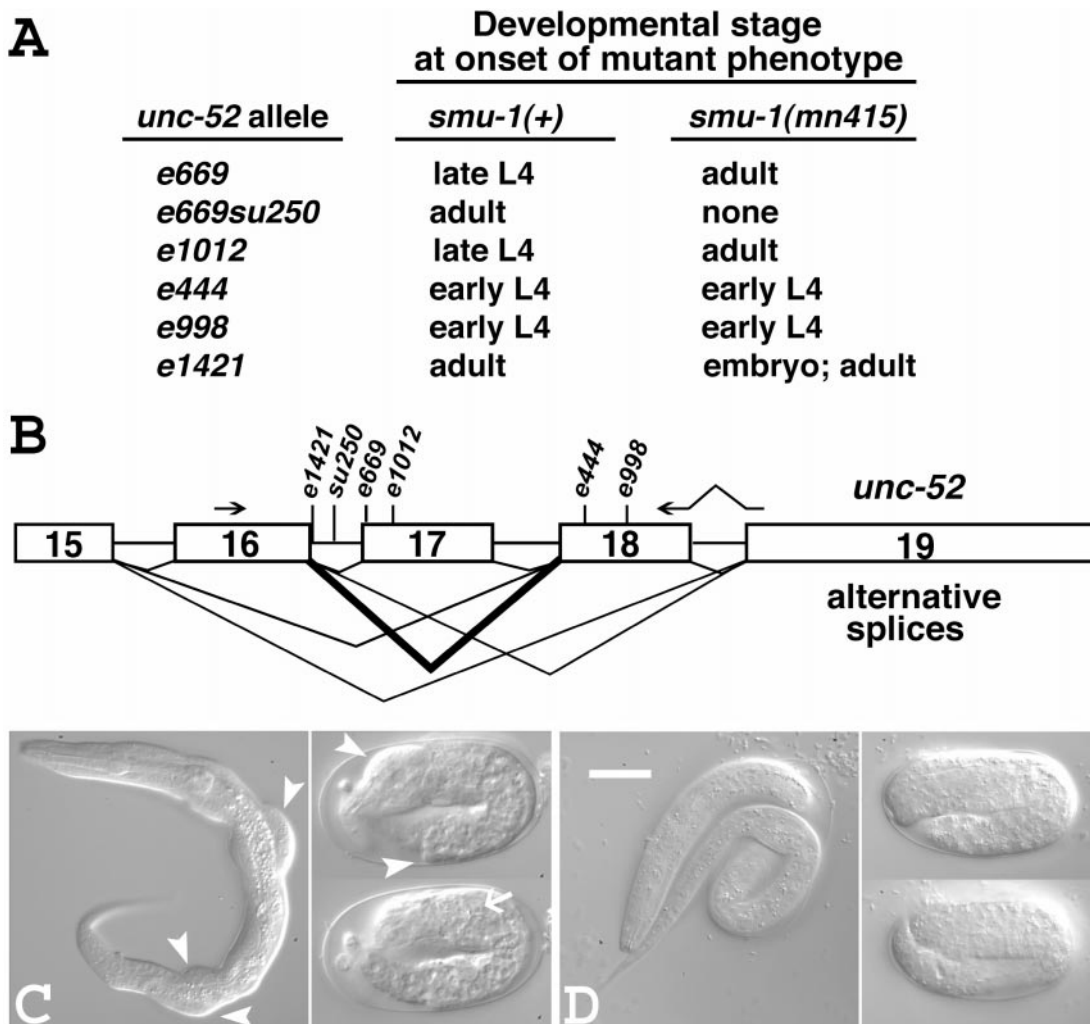 A
Developmental stage
at onset of mutant phenotype
unc-52 allele smu-1(+) smu-1(mn415)
e669 late L4 adult
e669su250 adult none
e1012 late L4 adult
e444 early L4 early L4
e998 early L4 early L4
e1421 adult embryo; adult
B
e1421 su250 e669 e1012 e444 e998 unc-52
15 16 17 18 19
alternative
splices
C D